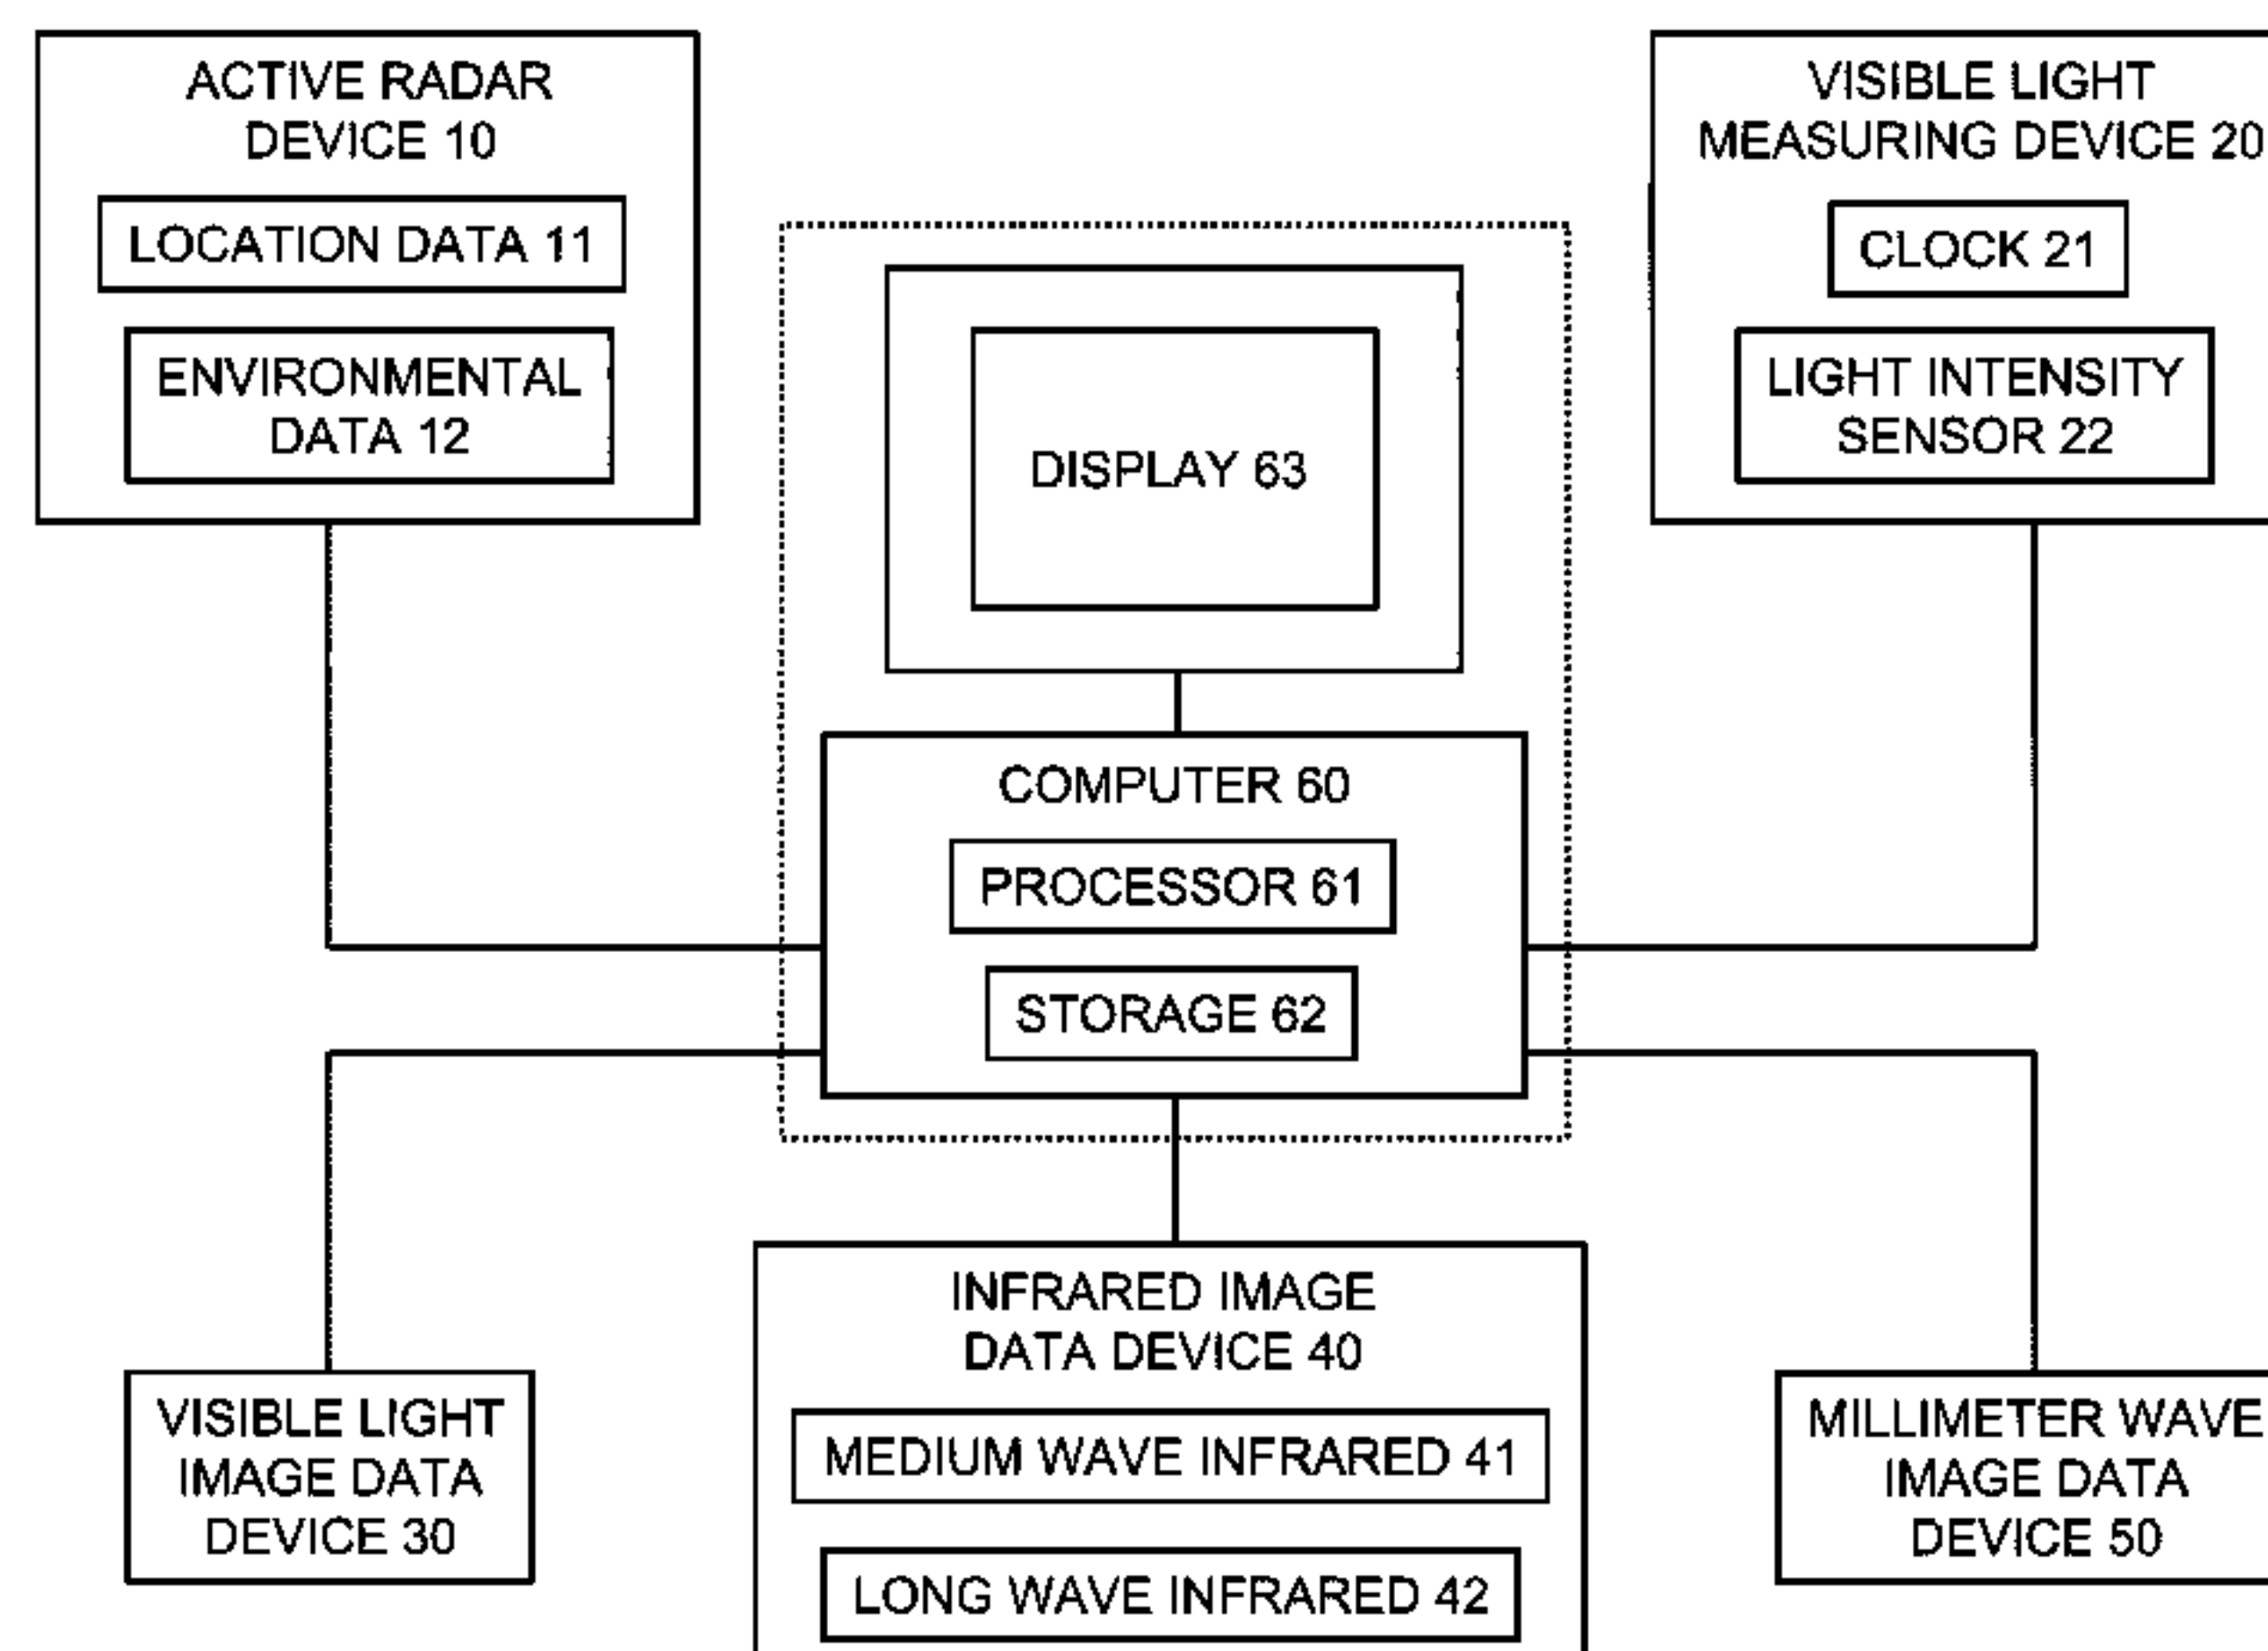 ACTIVE RADAR
DEVICE 10
LOCATION DATA 11
ENVIRONMENTAL
DATA 12
VISIBLE LIGHT
MEASURING DEVICE 20
CLOCK 21
LIGHT INTENSITY
SENSOR 22
DISPLAY 63
COMPUTER 60
PROCESSOR 61
STORAGE 62
VISIBLE LIGHT
IMAGE DATA
DEVICE 30
INFRARED IMAGE
DATA DEVICE 40
MEDIUM WAVE INFRARED 41
LONG WAVE INFRARED 42
MILLIMETER WAVE
IMAGE DATA
DEVICE 50